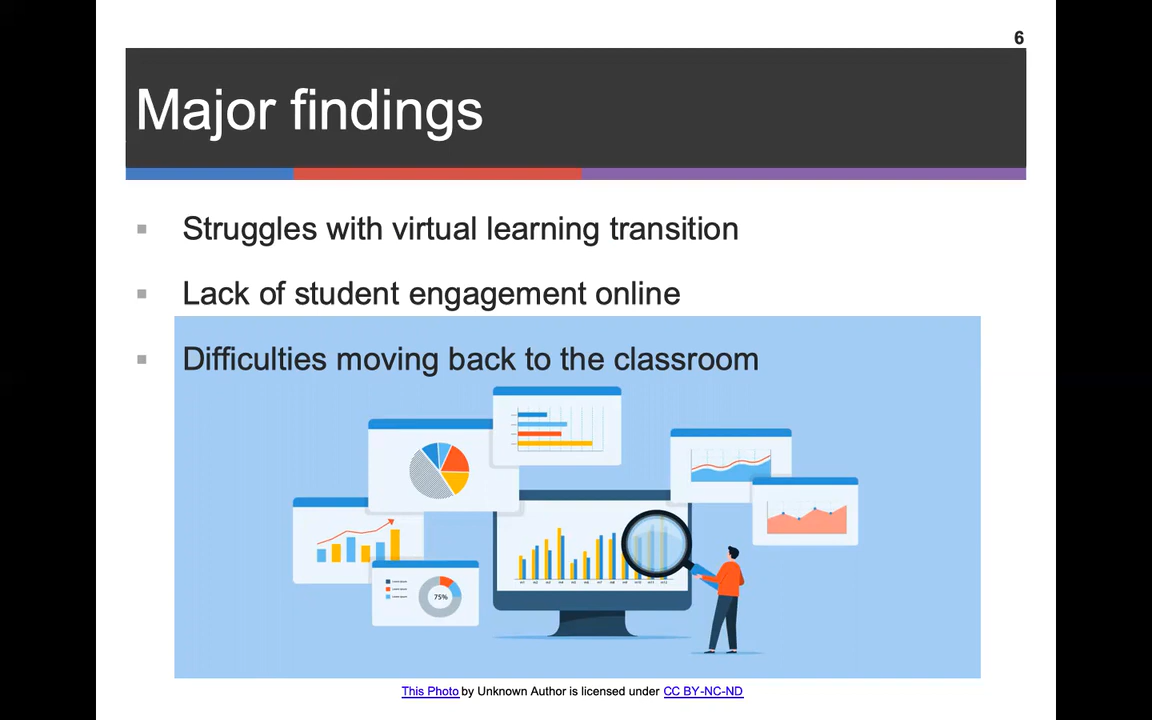 6
Major findings
Struggles with virtual learning transition
Lack of student engagement online
Difficulties moving back to the classroom
75%
This Photo by Unknown Author is licensed under CC BY-NC-ND